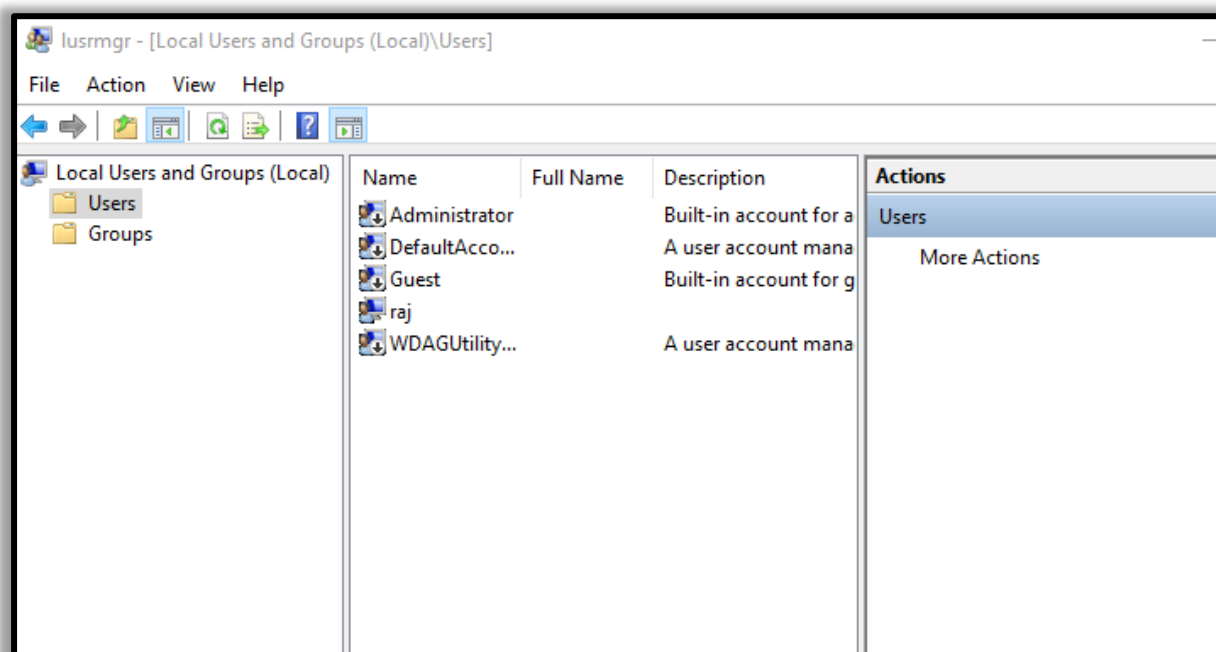 lusrmgr - [Local Users and Groups (Local)\Users]
File Action View Help
Local Users and Groups (Local)
Users
Groups
Name Full Name Description
Administrator Built-in account for a
DefaultAcco... A user account mana
Guest Built-in account for g
raj
WDAGUtility... A user account mana
Actions
Users
More Actions